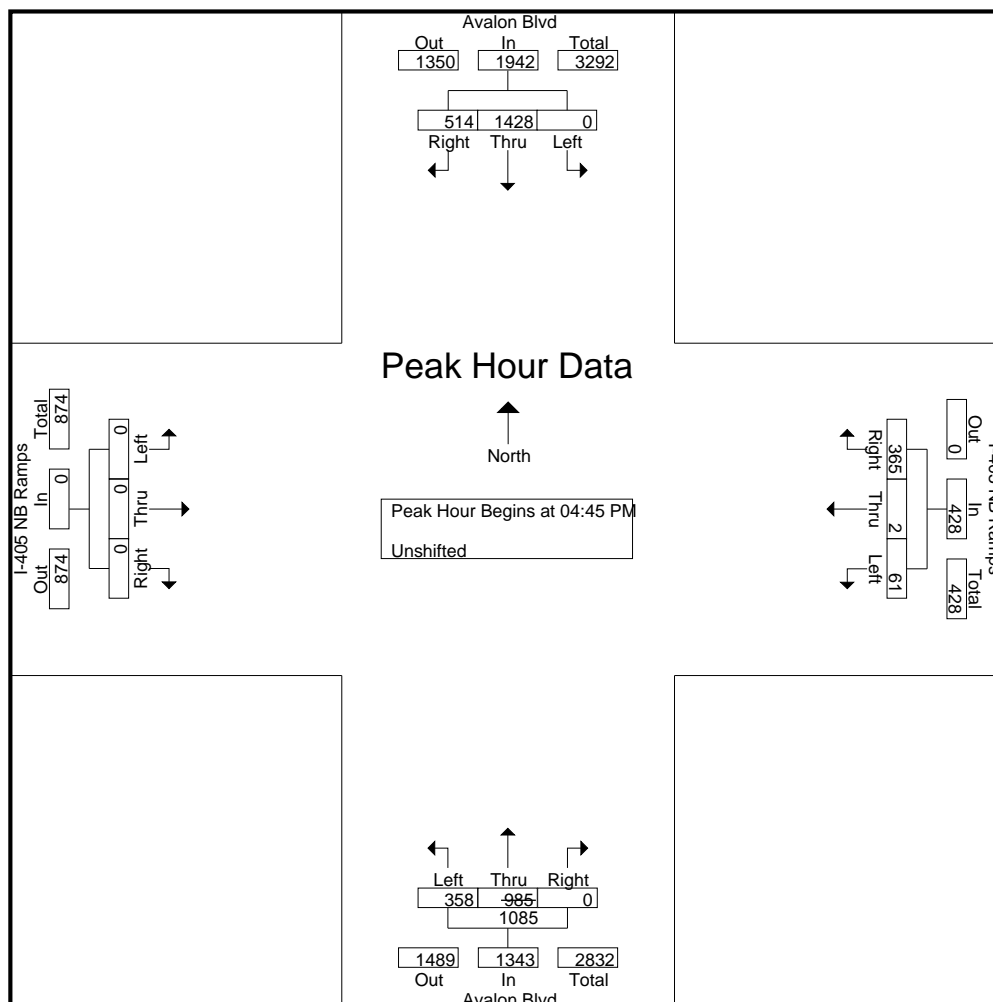 Avalon Blvd
Out In Total
1350 1942 3292
514 1428 0
Right Thru Left
Peak Hour Data
North
Peak Hour Begins at 04:45 PM
Unshifted
I-405 NB Ramps
Total In Out
874 0 874
0 0 0
Left Thru Right
Right Thru Left
365 2 61
Out In Total
0 428 428
NB Ramps
Left Thru Right
358 985 0
1085
1489 1343 2832
Out In Total
Avalon Blvd